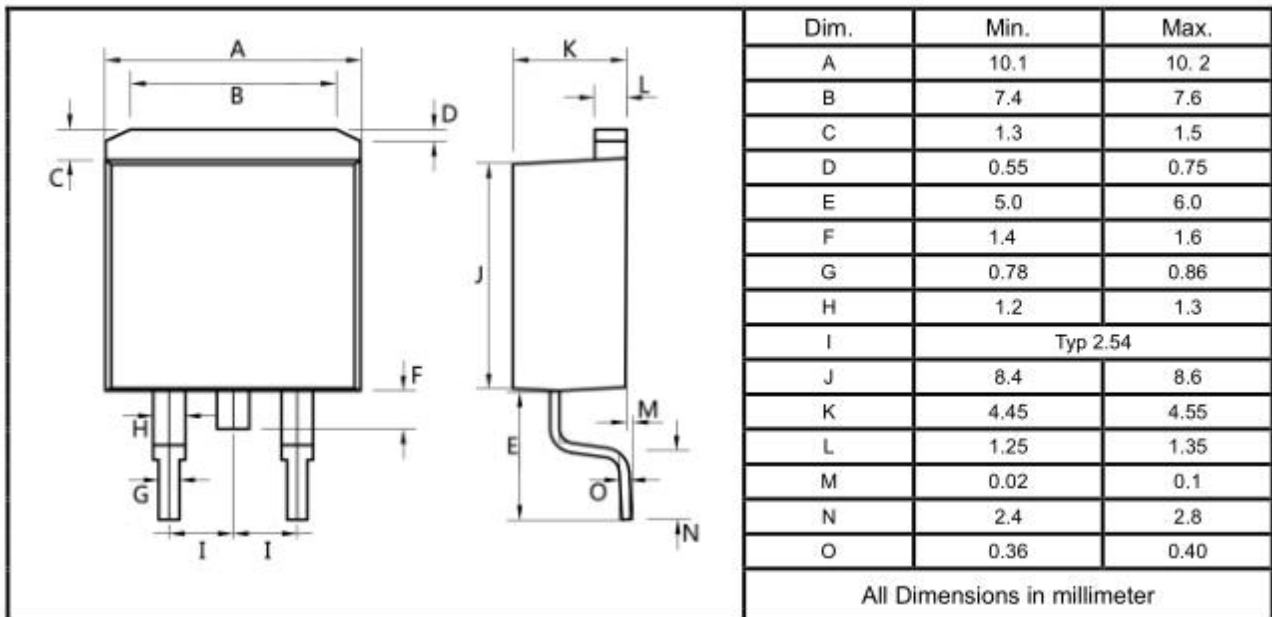 A
B
C
D
E
F
H
G
I I
K
L
J
M
O
N
Dim. Min. Max.
A 10.1 10. 2
B 7.4 7.6
C 1.3 1.5
D 0.55 0.75
E 5.0 6.0
F 1.4 1.6
G 0.78 0.86
H 1.2 1.3
I Typ 2.54
J 8.4 8.6
K 4.45 4.55
L 1.25 1.35
M 0.02 0.1
N 2.4 2.8
O 0.36 0.40
All Dimensions in millimeter